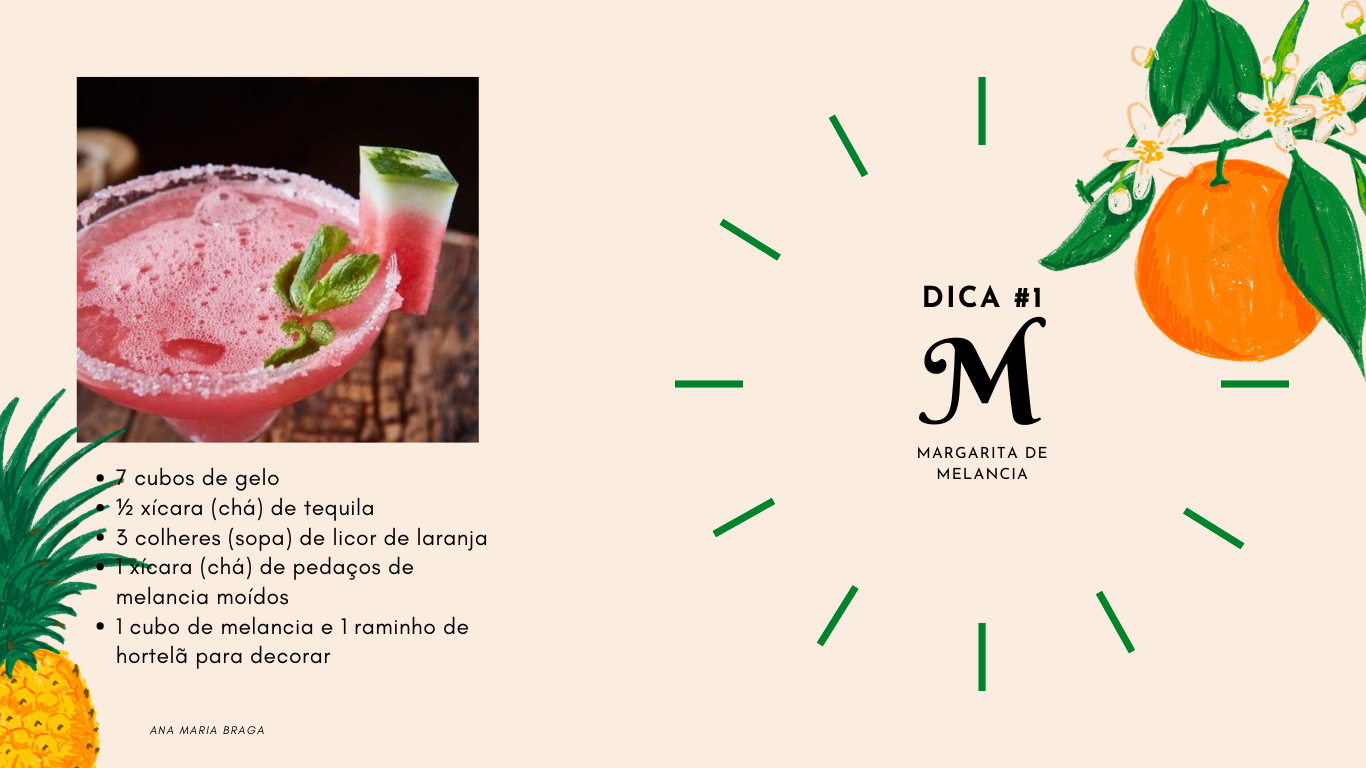 7 cubos de gelo
½ xícara (chá) de tequila
3 colheres (sopa) de licor de laranja
1 xícara (chá) de pedaços de
melancia moídos
1 cubo de melancia e 1 raminho de
hortelã para decorar
ANA MARIA BRAGA
DICA #1
M
MARGARITA DE
MELANCIA